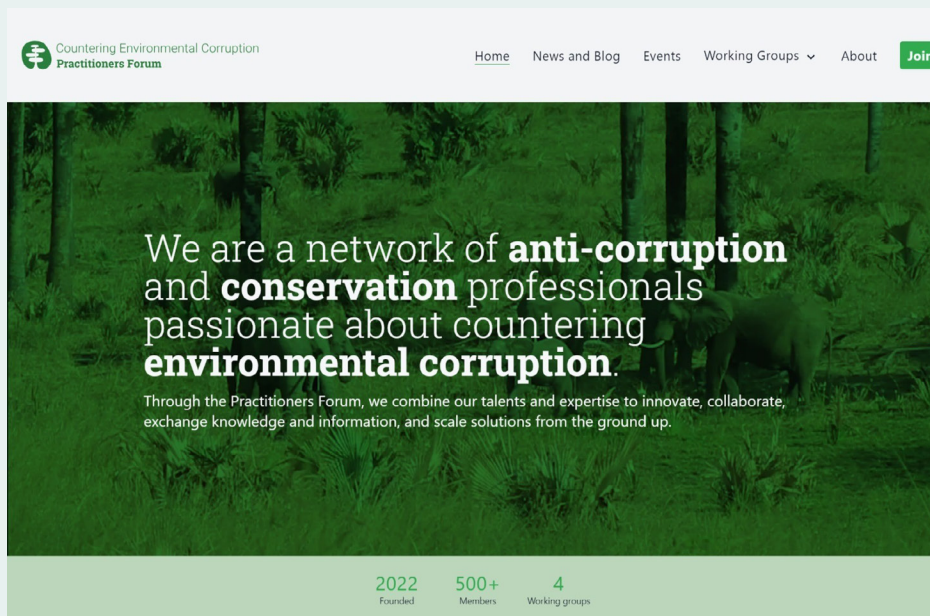 Countering Environmental Corruption
Practitioners Forum
Home News and Blog Events Working Groups About Join
We are a network of anti-corruption
and conservation professionals
passionate about countering
environmental corruption.
Through the Practitioners Forum, we combine our talents and expertise to innovate, collaborate,
exchange knowledge and information, and scale solutions from the ground up.
2022 500+ 4
Founded Members Working groups